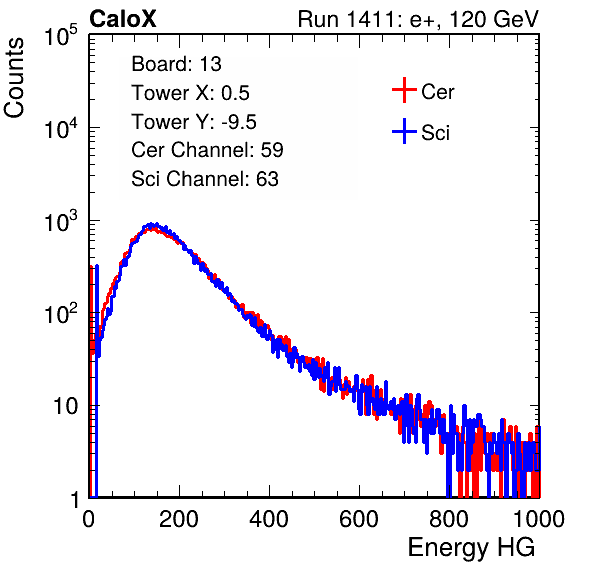 CaloX Run 1411: e+, 120 GeV
Counts
10^5
10^4
10^3
10^2
10
1
Board: 13
Tower X: 0.5
Tower Y: -9.5
Cer Channel: 59
Sci Channel: 63
Cer
Sci
0 200 400 600 800 1000
Energy HG